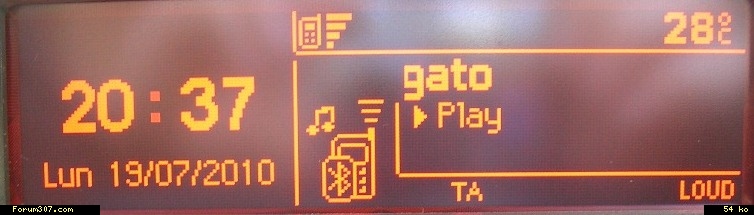 28°C
20:37
gato
Play
Lun 19/07/2010
TA
LOUD
Forum307.com
54 ko